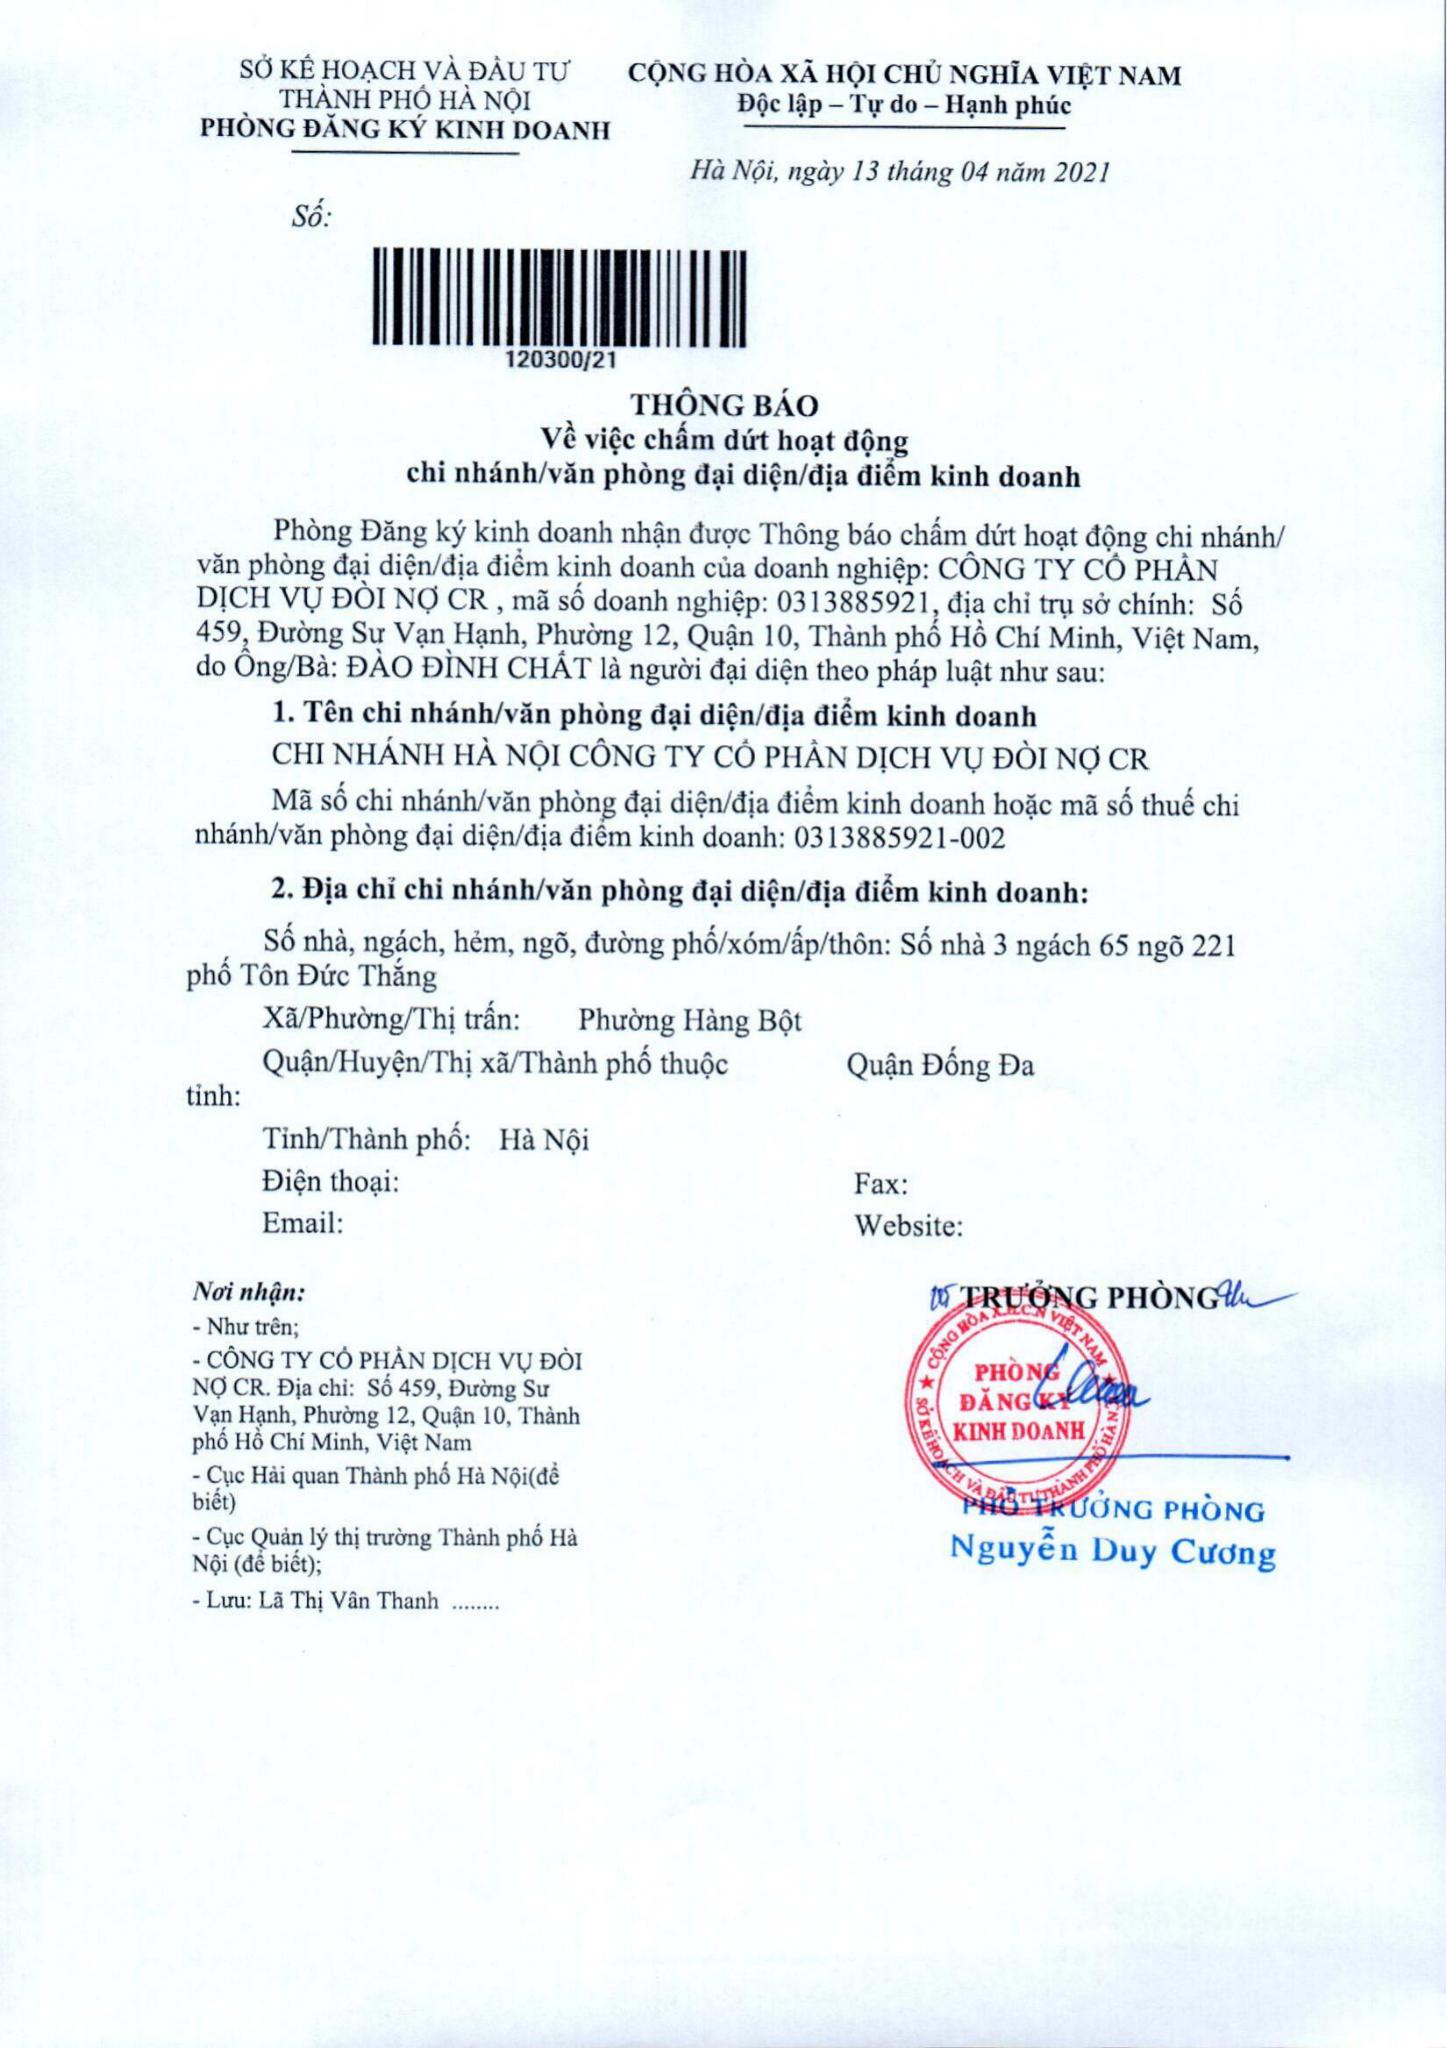 SỞ KẾ HOẠCH VÀ ĐẦU TƯ
THÀNH PHỐ HÀ NỘI
PHÒNG ĐĂNG KÝ KINH DOANH
CỘNG HÒA XÃ HỘI CHỦ NGHĨA VIỆT NAM
Độc lập – Tự do – Hạnh phúc
Hà Nội, ngày 13 tháng 04 năm 2021
Số:
120300/21
THÔNG BÁO
Về việc chấm dứt hoạt động
chi nhánh/văn phòng đại diện/địa điểm kinh doanh
Phòng Đăng ký kinh doanh nhận được Thông báo chấm dứt hoạt động chi nhánh/
văn phòng đại diện/địa điểm kinh doanh của doanh nghiệp: CÔNG TY CỔ PHẦN
DỊCH VỤ ĐÒI NỢ CR , mã số doanh nghiệp: 0313885921, địa chỉ trụ sở chính: Số
459, Đường Sư Vạn Hạnh, Phường 12, Quận 10, Thành phố Hồ Chí Minh, Việt Nam,
do Ông/Bà: ĐÀO ĐÌNH CHẤT là người đại diện theo pháp luật như sau:
1. Tên chi nhánh/văn phòng đại diện/địa điểm kinh doanh
CHI NHÁNH HÀ NỘI CÔNG TY CỔ PHẦN DỊCH VỤ ĐÒI NỢ CR
Mã số chi nhánh/văn phòng đại diện/địa điểm kinh doanh hoặc mã số thuế chi
nhánh/văn phòng đại diện/địa điểm kinh doanh: 0313885921-002
2. Địa chỉ chi nhánh/văn phòng đại diện/địa điểm kinh doanh:
Số nhà, ngách, hẻm, ngõ, đường phố/xóm/ấp/thôn: Số nhà 3 ngách 65 ngõ 221
phố Tôn Đức Thắng
Xã/Phường/Thị trấn: Phường Hàng Bột
Quận/Huyện/Thị xã/Thành phố thuộc Quận Đống Đa
tỉnh:
Tỉnh/Thành phố: Hà Nội
Điện thoại: Fax:
Email: Website:
Nơi nhận:
- Như trên;
- CÔNG TY CỔ PHẦN DỊCH VỤ ĐÒI
NỢ CR. Địa chỉ: Số 459, Đường Sư
Vạn Hạnh, Phường 12, Quận 10, Thành
phố Hồ Chí Minh, Việt Nam
- Cục Hải quan Thành phố Hà Nội(để
biết)
- Cục Quản lý thị trường Thành phố Hà
Nội (để biết);
- Lưu: Lã Thị Vân Thanh ........
TRƯỞNG PHÒNG
CỘNG HÒA X.H.C.N VIỆT NAM
PHÒNG
ĐĂNG KÝ
KINH DOANH
SỞ KẾ HOẠCH VÀ ĐẦU TƯ THÀNH PHỐ HÀ NỘI
PHÓ TRƯỞNG PHÒNG
Nguyễn Duy Cương